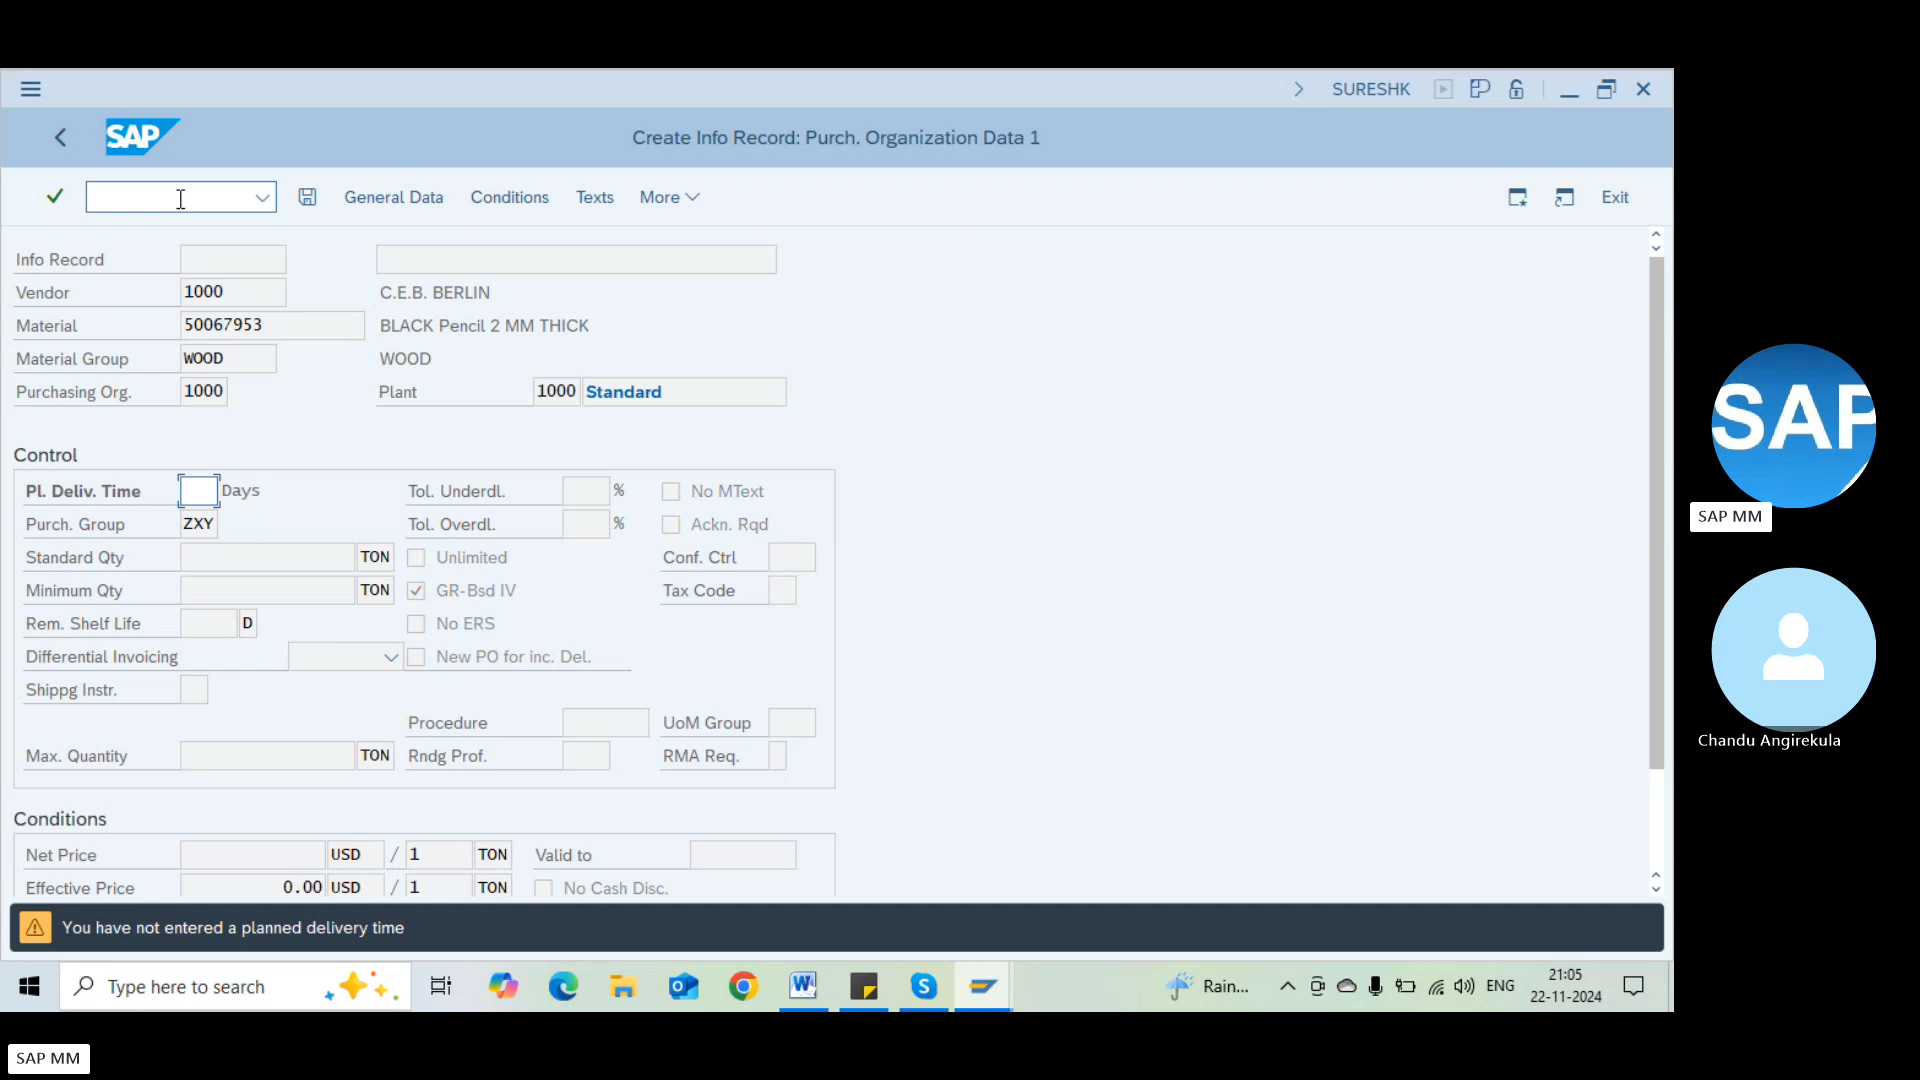 SURESHK
SAP
Create Info Record: Purch. Organization Data 1
General Data Conditions Texts More Exit
Info Record
Vendor 1000 C.E.B. BERLIN
Material 50067953 BLACK Pencil 2 MM THICK
Material Group WOOD WOOD
Purchasing Org. 1000 Plant 1000 Standard
Control
Pl. Deliv. Time Days Tol. Underdl. % No MText
Purch. Group ZXY Tol. Overdl. % Ackn. Rqd
Standard Qty TON Unlimited Conf. Ctrl
Minimum Qty TON GR-Bsd IV Tax Code
Rem. Shelf Life D No ERS
Differential Invoicing New PO for inc. Del.
Shippg Instr.
Procedure UoM Group
Max. Quantity TON Rndg Prof. RMA Req.
Conditions
Net Price USD / 1 TON Valid to
Effective Price 0.00 USD / 1 TON No Cash Disc.
You have not entered a planned delivery time
Type here to search Rain... ENG 21:05
22-11-2024
SAP
SAP MM
Chandu Angirekula
SAP MM